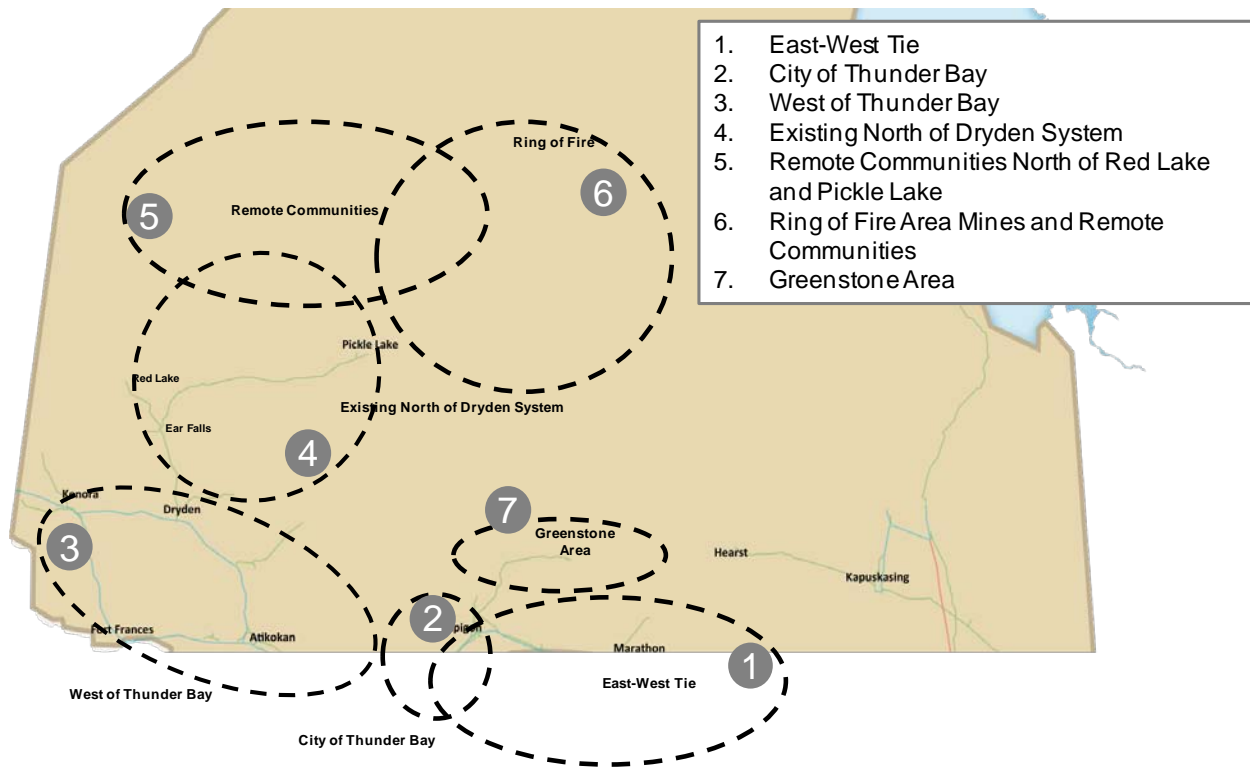 1. East-West Tie
2. City of Thunder Bay
3. West of Thunder Bay
4. Existing North of Dryden System
5. Remote Communities North of Red Lake
and Pickle Lake
6. Ring of Fire Area Mines and Remote
Communities
7. Greenstone Area
Ring of Fire
6
5
Remote Communities
Pickle Lake
Red Lake
Existing North of Dryden System
Ear Falls
4
Kenora
Dryden
7
3
Greenstone
Area
Hearst
Kapuskasing
2
Fort Frances
Atikokan
Marathon
1
West of Thunder Bay
East-West Tie
City of Thunder Bay